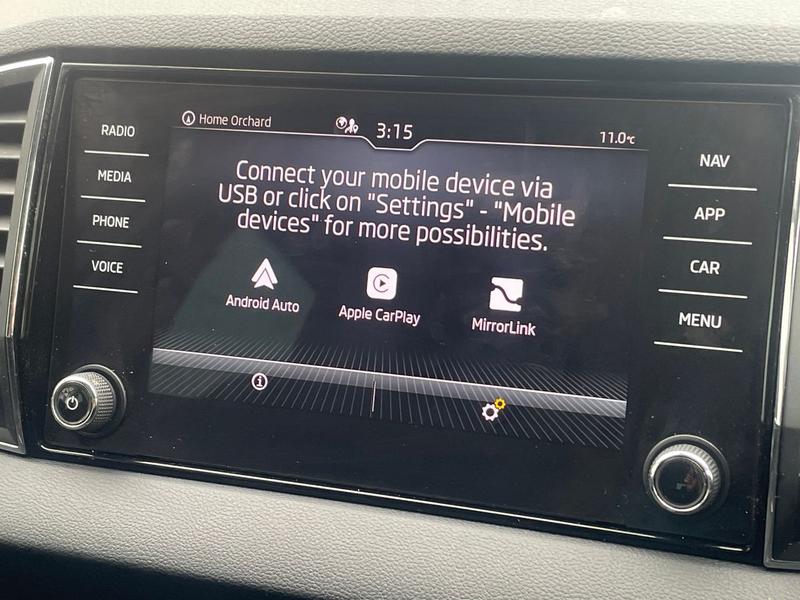 Home Orchard
3:15
11.0°C
RADIO
MEDIA
PHONE
VOICE
Connect your mobile device via
USB or click on "Settings" - "Mobile
devices" for more possibilities.
Android Auto
Apple CarPlay
MirrorLink
NAV
APP
CAR
MENU